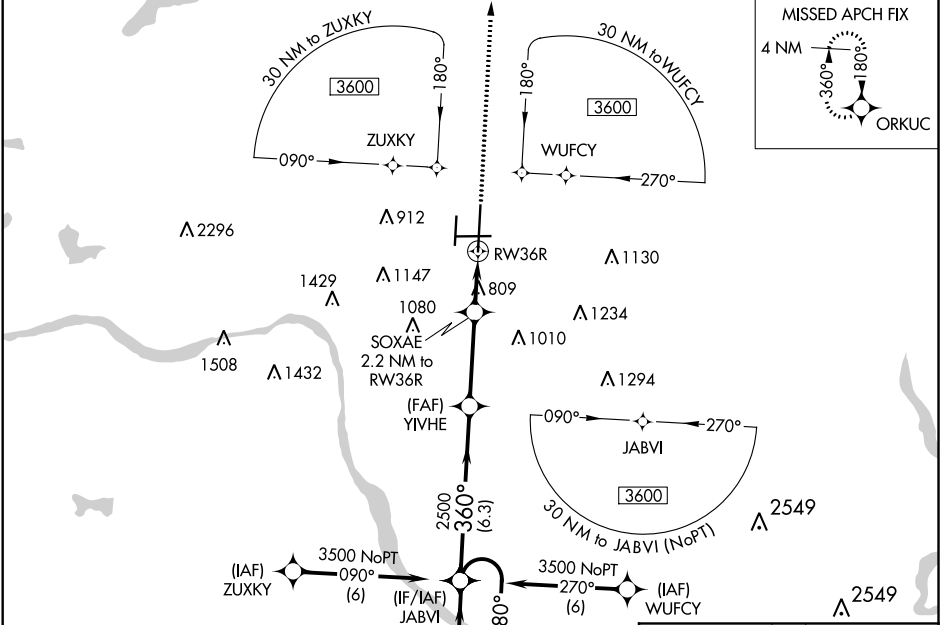 MISSED APCH FIX
4 NM
360°
180°
ORKUC
30 NM to ZUXKY
3600
180°
ZUXKY
090°
30 NM to WUFCY
3600
180°
WUFCY
270°
2296
912
RW36R
1130
1147
1429
809
1080
1234
SOXAE
2.2 NM to
RW36R
1010
1508
1432
1294
(FAF)
YIVHE
090°
270°
JABVI
3600
30 NM to JABVI (NoPT)
2500
360°
(6.3)
2549
(IAF)
ZUXKY
3500 NoPT
090°
(6)
(IF/IAF)
JABVI
3500 NoPT
270°
(6)
(IAF)
WUFCY
2549